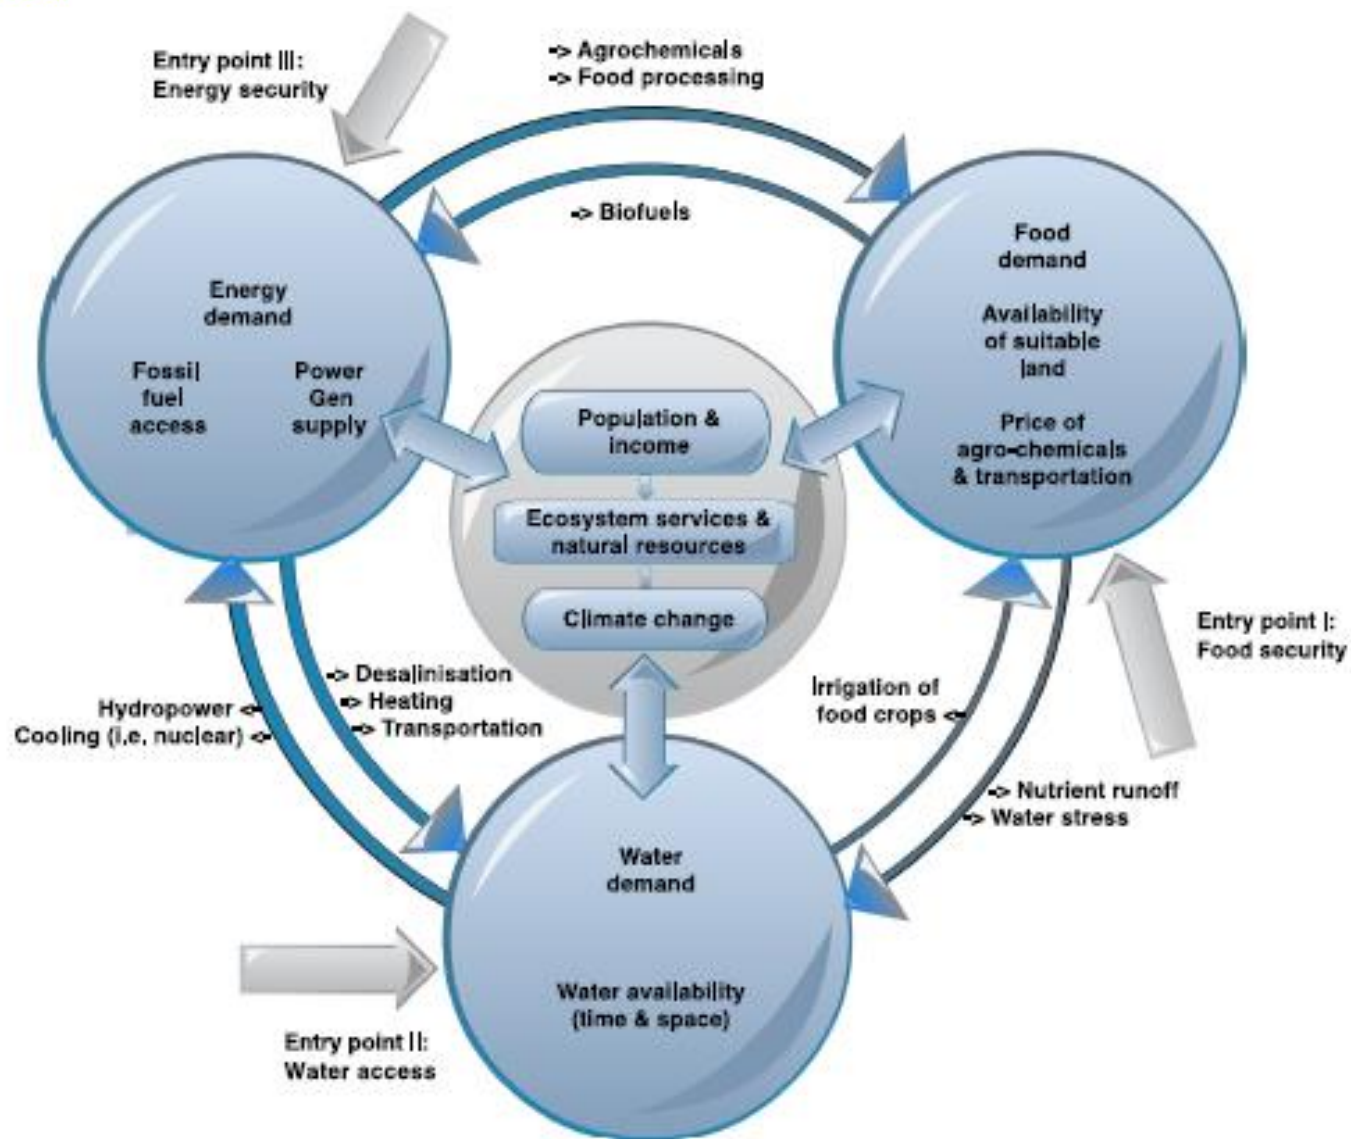 Entry point III:
Energy security
-> Agrochemicals
-> Food processing
-> Biofuels
Energy
demand
Fossil
fuel
access
Power
Gen
supply
Food
demand
Availability
of suitable
land
Price of
agro-chemicals
& transportation
Population &
income
Ecosystem services &
natural resources
Climate change
Entry point I:
Food security
-> Desalinisation
-> Heating
-> Transportation
Hydropower <-
Cooling (i.e. nuclear) <-
Irrigation of
food crops <-
-> Nutrient runoff
-> Water stress
Water
demand
Water availability
(time & space)
Entry point II:
Water access